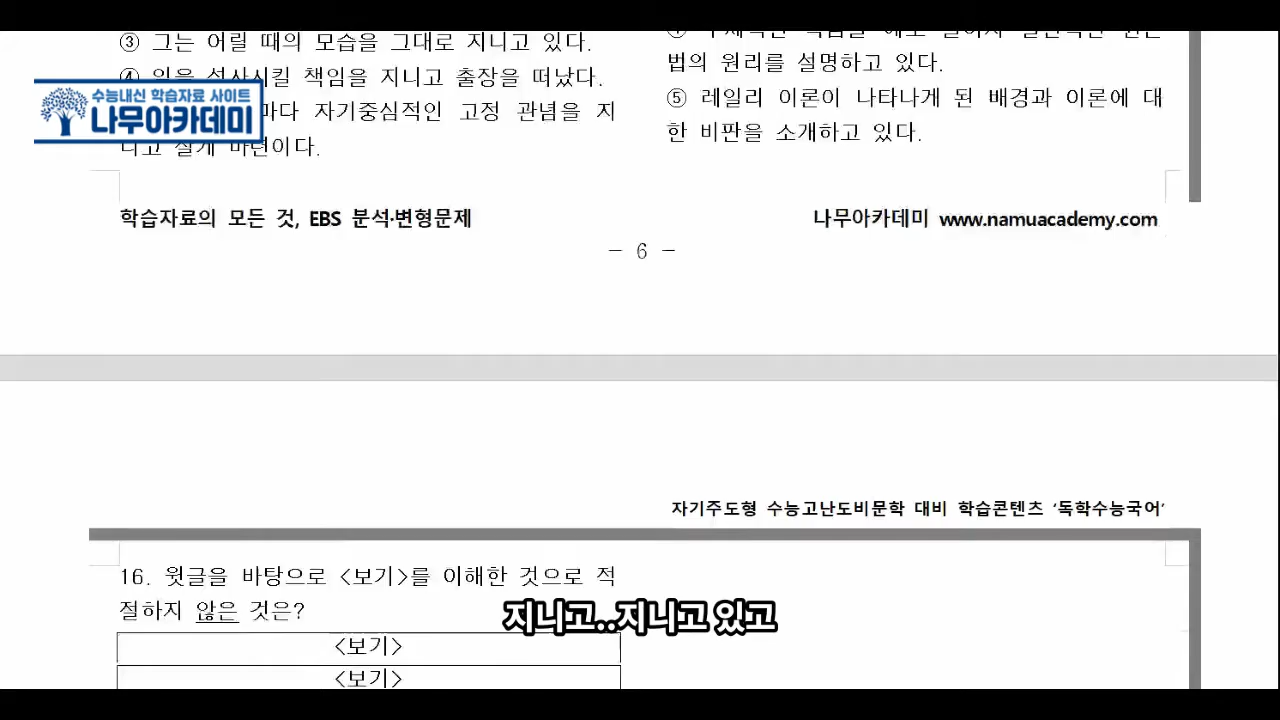 ③ 그는 어릴 때의 모습을 그대로 지니고 있다.
④ 일을 성사시킬 책임을 지니고 출장을 떠났다.
마다 자기중심적인 고정 관념을 지
니고 살게 마련이다.
수능내신 학습자료 사이트
나무아카데미
법의 원리를 설명하고 있다.
⑤ 레일리 이론이 나타나게 된 배경과 이론에 대
한 비판을 소개하고 있다.
학습자료의 모든 것, EBS 분석·변형문제
나무아카데미 www.namuacademy.com
- 6 -
자기주도형 수능고난도비문학 대비 학습콘텐츠 ‘독학수능국어’
16. 윗글을 바탕으로 <보기>를 이해한 것으로 적
절하지 않은 것은?
지니고..지니고 있고
<보기>
<보기>